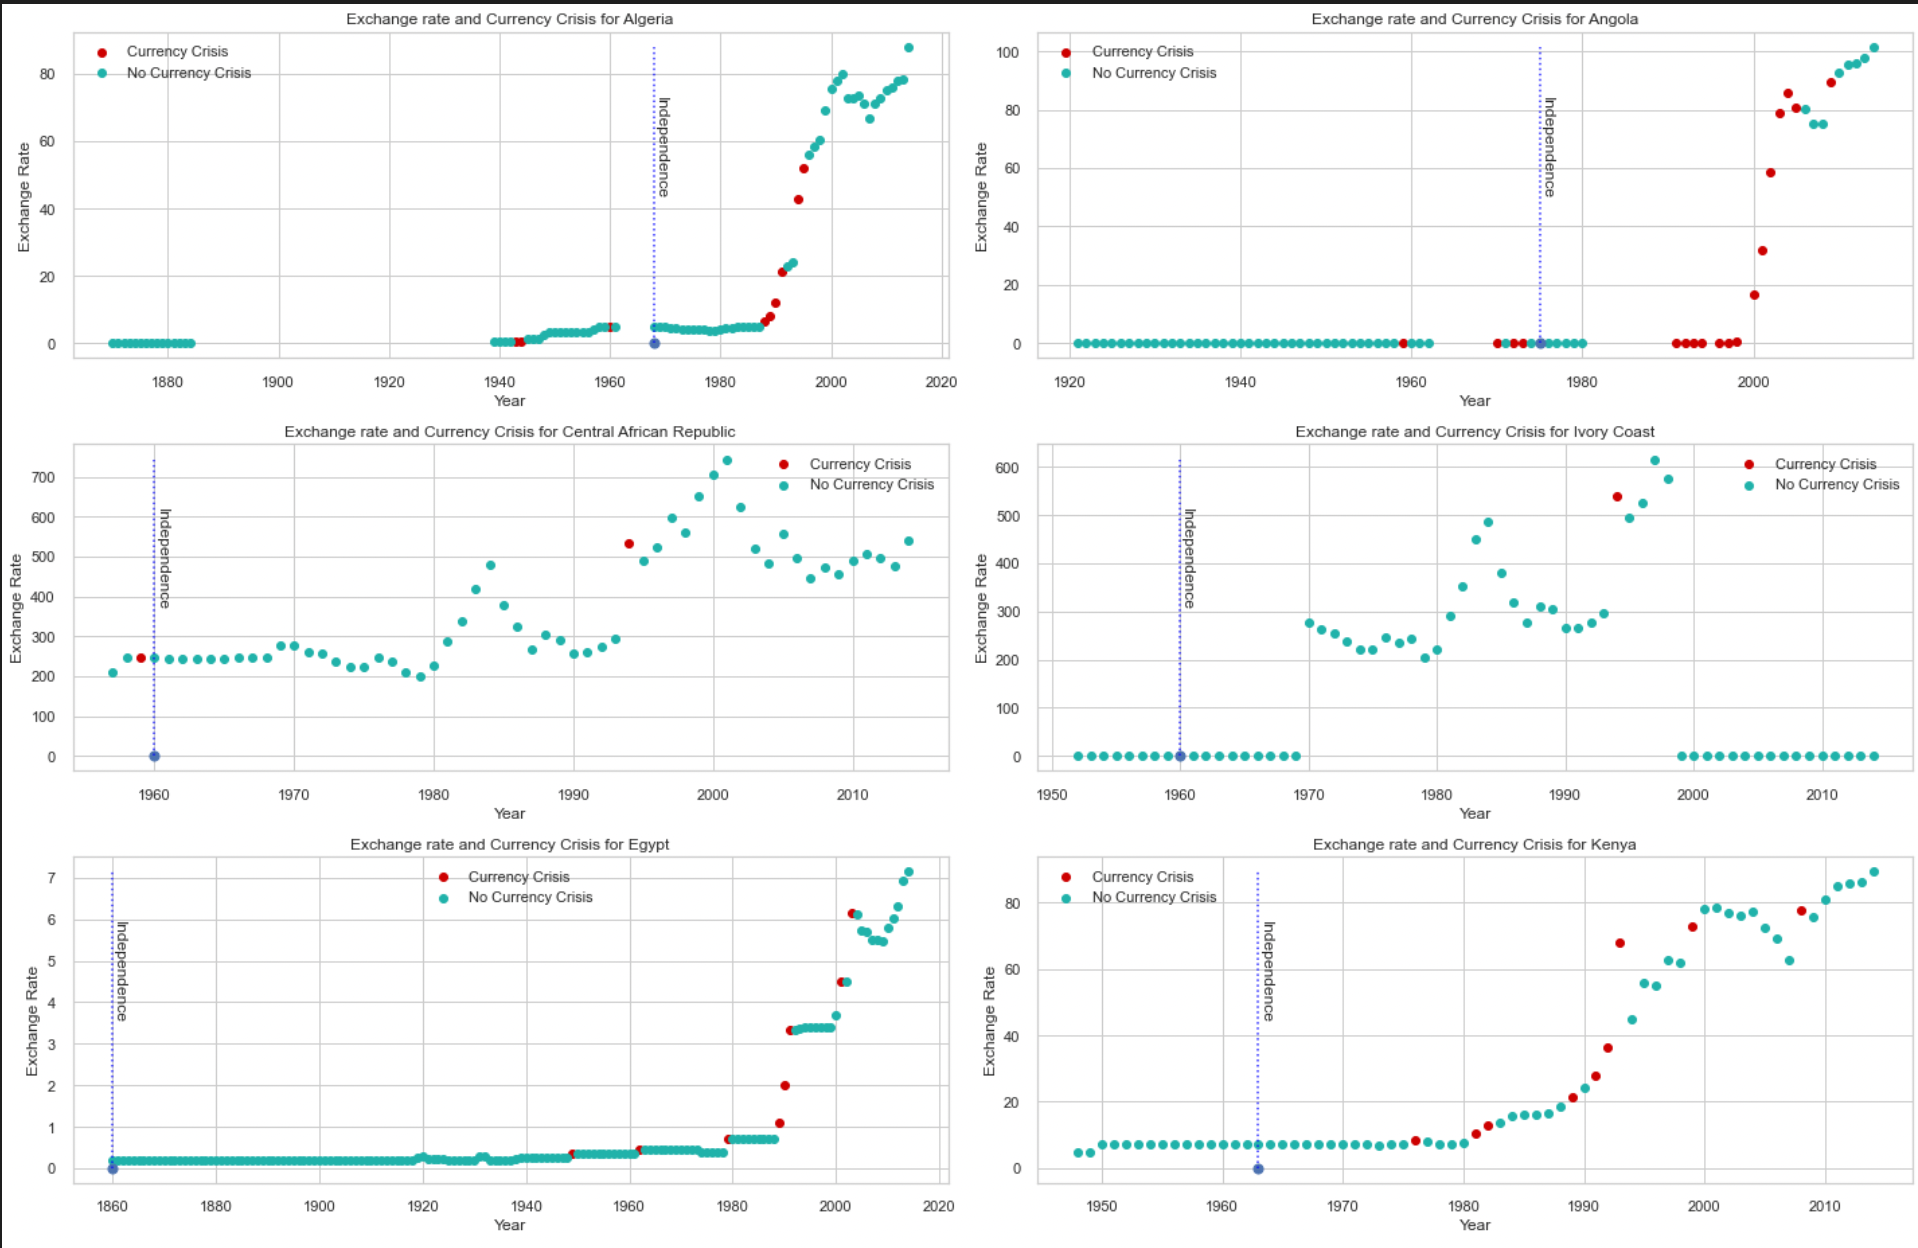 Exchange rate and Currency Crisis for Algeria
Currency Crisis
No Currency Crisis
Independence
Exchange Rate
80
60
40
20
0
1880 1900 1920 1940 1960 1980 2000 2020
Year
Exchange rate and Currency Crisis for Angola
Currency Crisis
No Currency Crisis
Independence
Exchange Rate
100
80
60
40
20
0
1920 1940 1960 1980 2000
Year
Exchange rate and Currency Crisis for Central African Republic
Currency Crisis
No Currency Crisis
Independence
Exchange Rate
700
600
500
400
300
200
100
0
1960 1970 1980 1990 2000 2010
Year
Exchange rate and Currency Crisis for Ivory Coast
Currency Crisis
No Currency Crisis
Independence
Exchange Rate
600
500
400
300
200
100
0
1950 1960 1970 1980 1990 2000 2010
Year
Exchange rate and Currency Crisis for Egypt
Currency Crisis
No Currency Crisis
Independence
Exchange Rate
7
6
5
4
3
2
1
0
1860 1880 1900 1920 1940 1960 1980 2000 2020
Year
Exchange rate and Currency Crisis for Kenya
Currency Crisis
No Currency Crisis
Independence
Exchange Rate
80
60
40
20
0
1950 1960 1970 1980 1990 2000 2010
Year